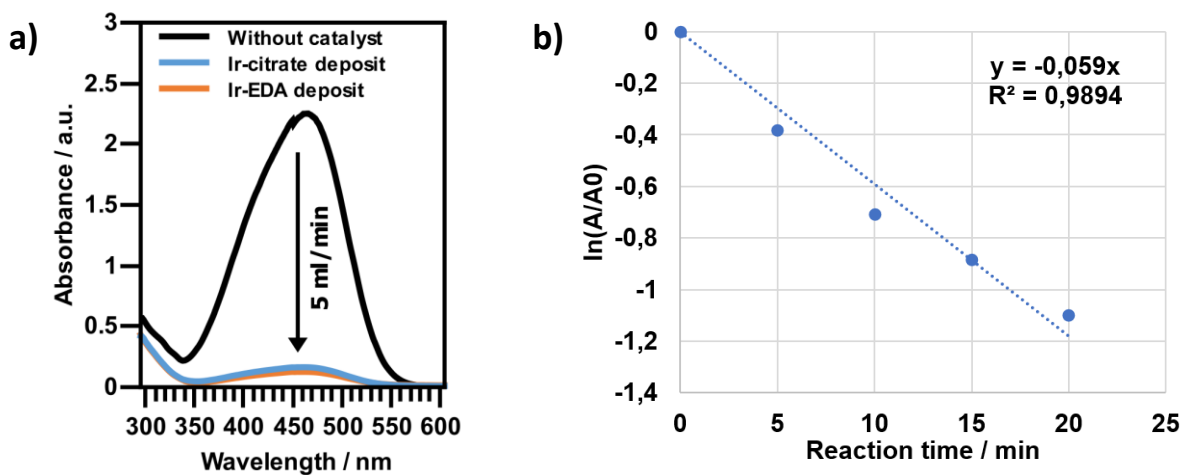 a)
3
2.5
2
1.5
1
0.5
0
Absorbance / a.u.
Without catalyst
Ir-citrate deposit
Ir-EDA deposit
5 ml/min
300 350 400 450 500 550 600
Wavelength / nm
b)
0
-0,2
-0,4
-0,6
-0,8
-1
-1,2
-1,4
ln(A/A0)
y = -0,059x
R² = 0,9894
0 5 10 15 20 25
Reaction time / min